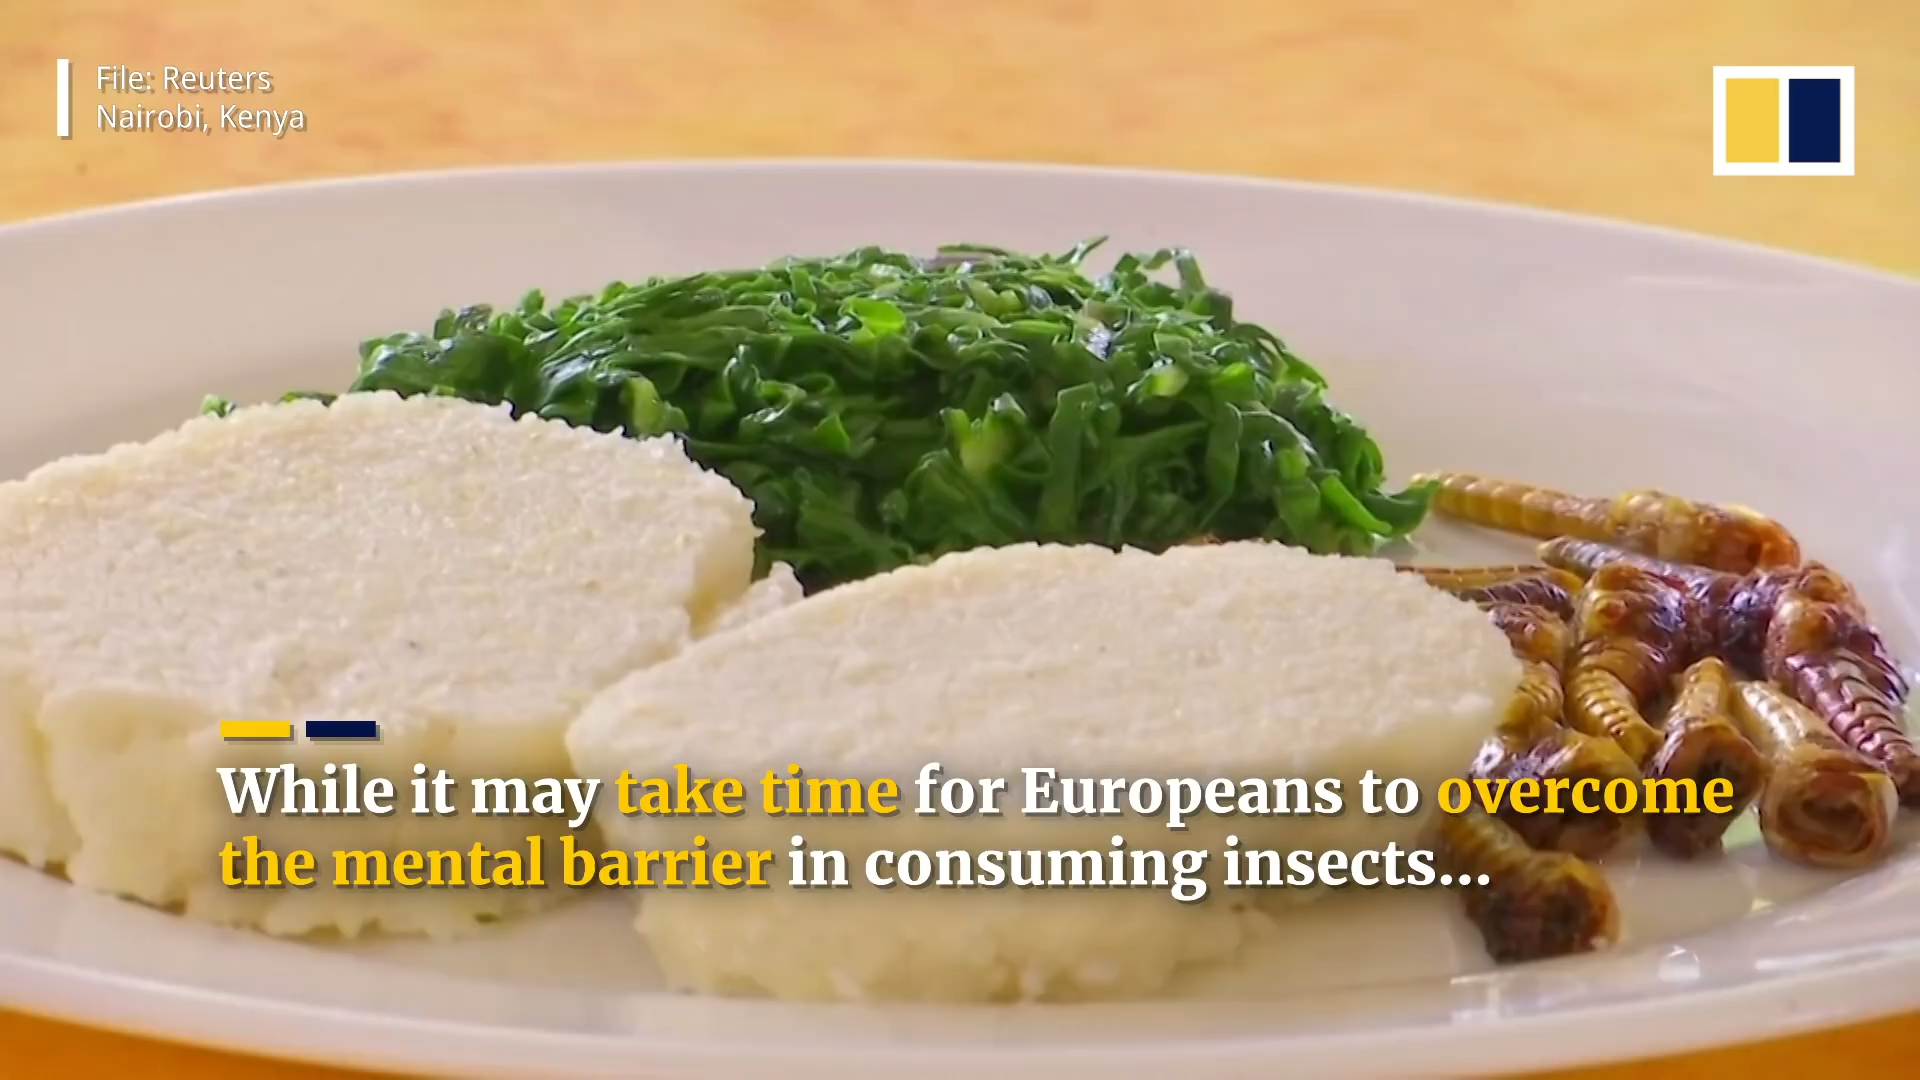 File: Reuters
Nairobi, Kenya
While it may take time for Europeans to overcome
the mental barrier in consuming insects...